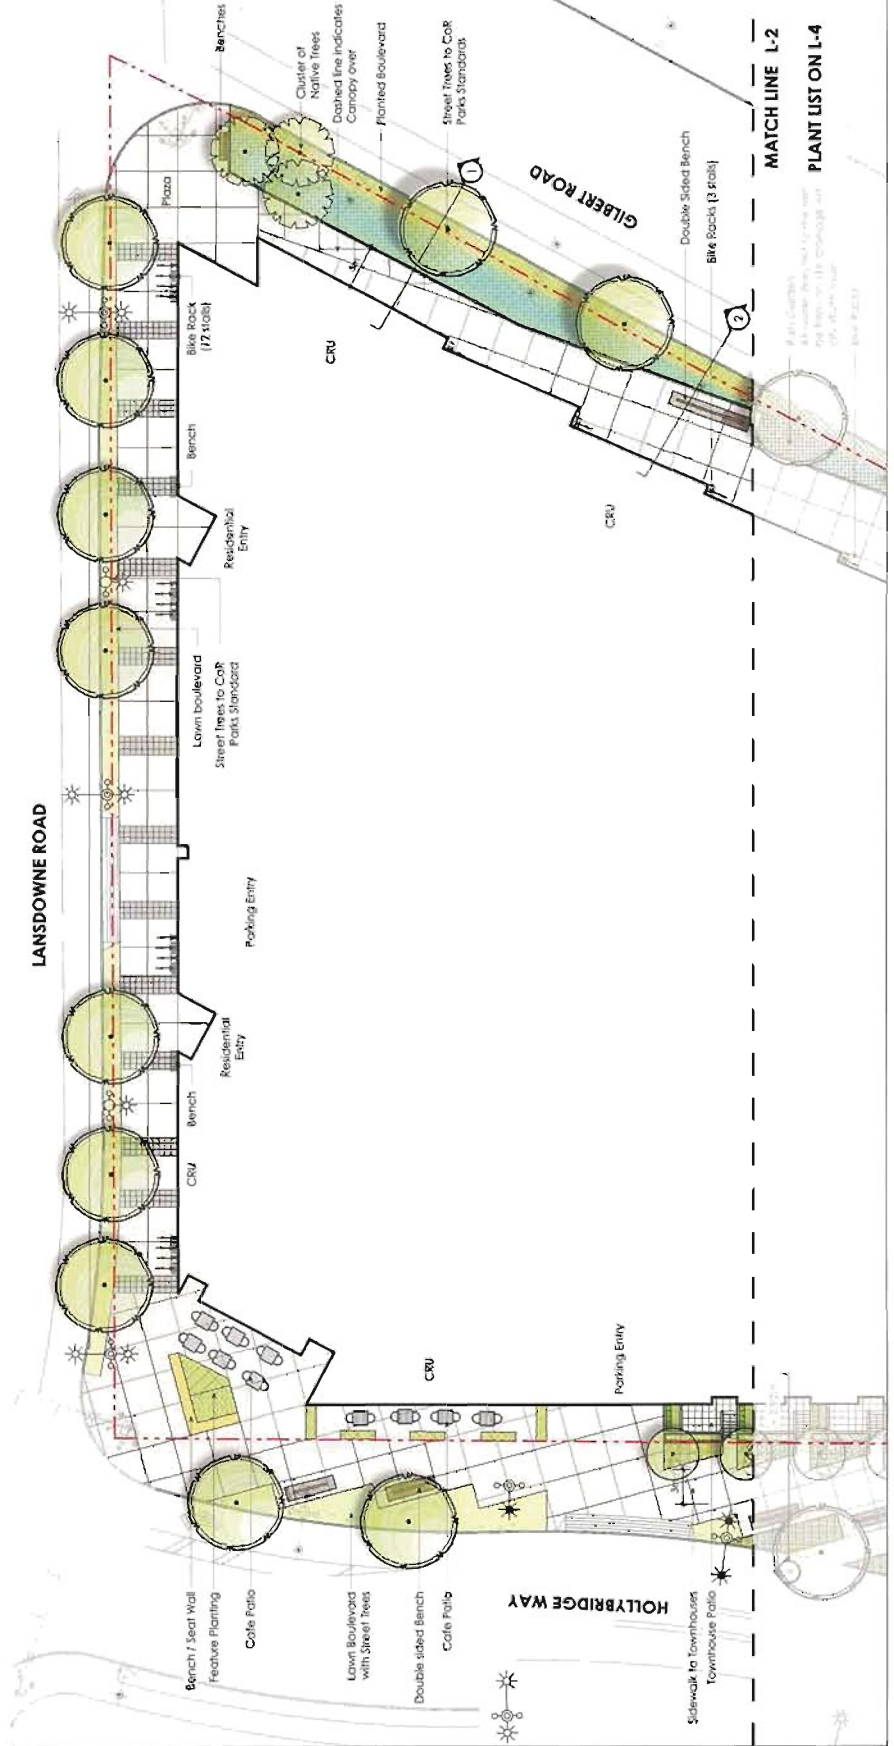 LANSDOWNE ROAD
Benches
Cluster of
Native Trees
Dashed line indicates
Canopy over
Planted Boulevard
Street Trees to CoR
Parks Standards
GILBERT ROAD
Double Sided Bench
Bike Racks (3 stalls)
MATCH LINE L-2
PLANT LIST ON L-4
Plaza
Bike Rack
(12 stalls)
CRU
1
2
CRU
Bench
Residential
Entry
Lawn boulevard
Street Trees to CoR
Parks Standard
Parking Entry
Residential
Entry
Bench
CRU
CRU
Parking Entry
Bench / Seat Wall
Feature Planting
Cafe Patio
Lawn Boulevard
with Street Trees
Double sided Bench
Cafe Patio
HOLLYBRIDGE WAY
Sidewalk to Townhouses
Townhouse Patio